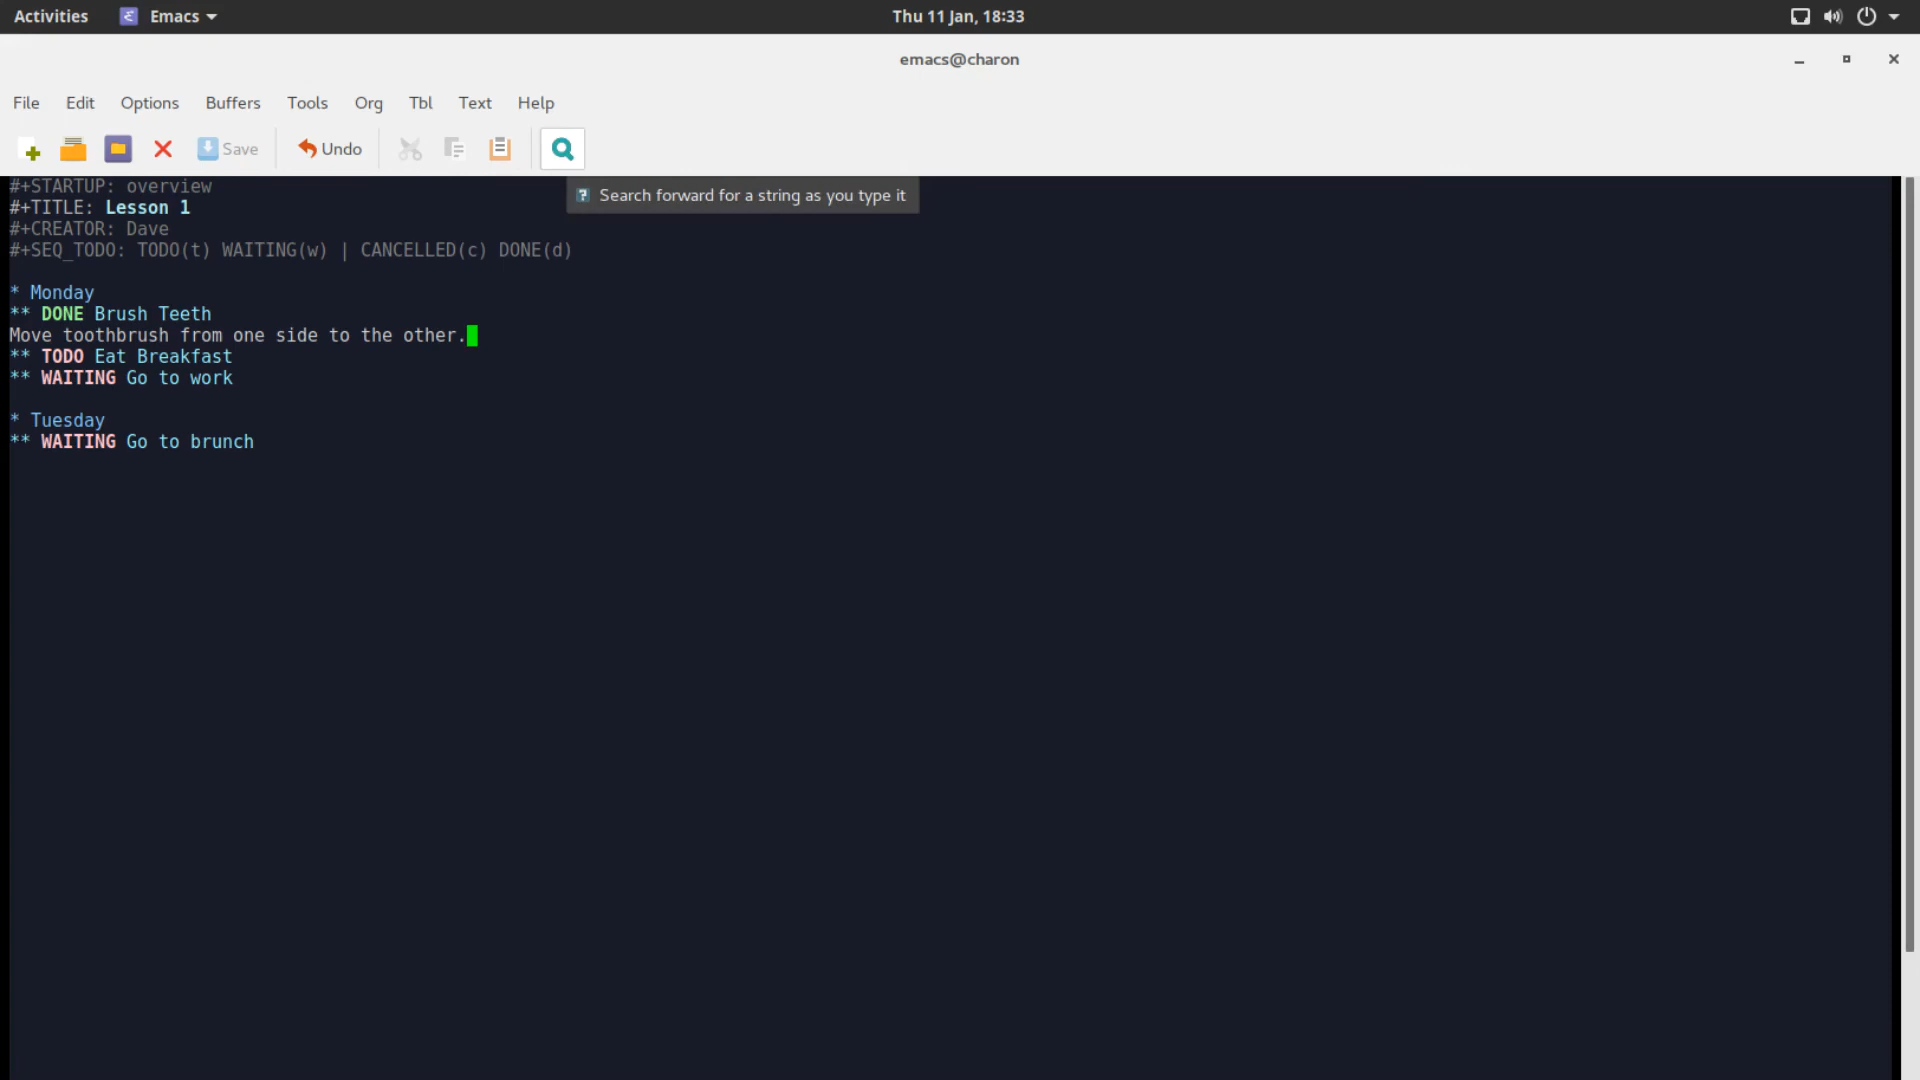 Activities Emacs Thu 11 Jan, 18:33
emacs@charon
File Edit Options Buffers Tools Org Tbl Text Help
Save Undo
Search forward for a string as you type it
#+STARTUP: overview
#+TITLE: Lesson 1
#+CREATOR: Dave
#+SEQ_TODO: TODO(t) WAITING(w) | CANCELLED(c) DONE(d)
* Monday
** DONE Brush Teeth
Move toothbrush from one side to the other.
** TODO Eat Breakfast
** WAITING Go to work
* Tuesday
** WAITING Go to brunch